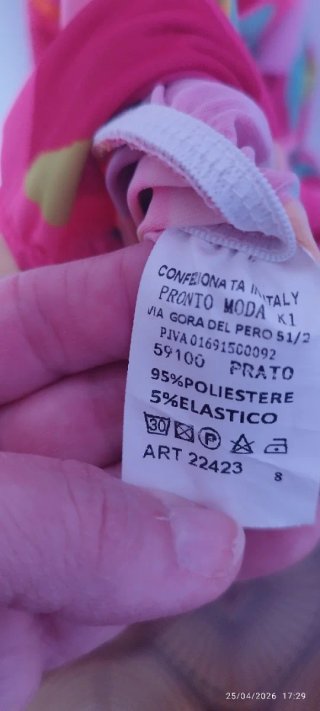 CONFEZIONATA IN ITALY
PRONTO MODA K1
VIA GORA DEL PERO 51/2
PIVA 01691500092
59100 PRATO
95%POLIESTERE
5%ELASTICO
30 P
ART 22423 8
25/04/2026 17:29